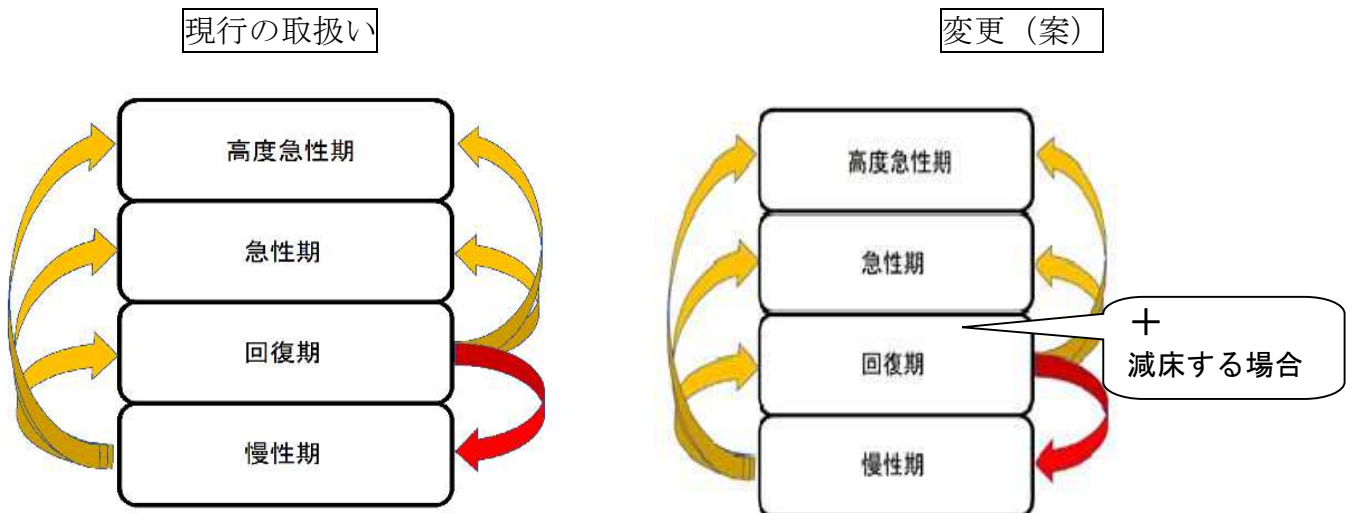 現行の取扱い
変更（案）
高度急性期
急性期
回復期
慢性期
高度急性期
急性期
回復期
慢性期
＋
減床する場合